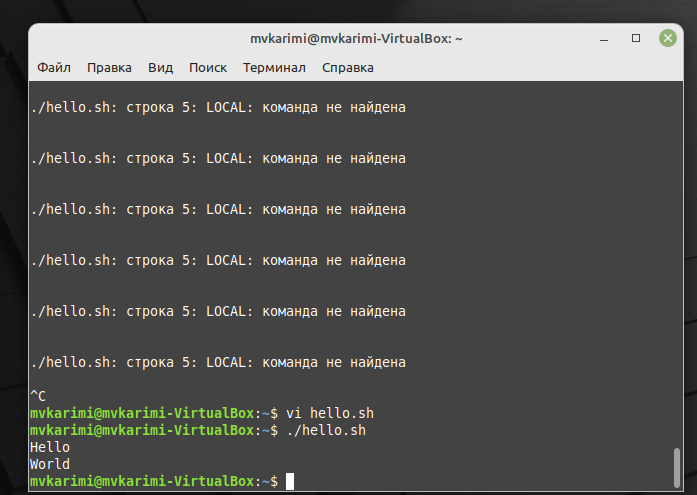 mvkarimi@mvkarimi-VirtualBox: ~
Файл Правка Вид Поиск Терминал Справка
./hello.sh: строка 5: LOCAL: команда не найдена
./hello.sh: строка 5: LOCAL: команда не найдена
./hello.sh: строка 5: LOCAL: команда не найдена
./hello.sh: строка 5: LOCAL: команда не найдена
./hello.sh: строка 5: LOCAL: команда не найдена
./hello.sh: строка 5: LOCAL: команда не найдена
^C
mvkarimi@mvkarimi-VirtualBox:~$ vi hello.sh
mvkarimi@mvkarimi-VirtualBox:~$ ./hello.sh
Hello
World
mvkarimi@mvkarimi-VirtualBox:~$